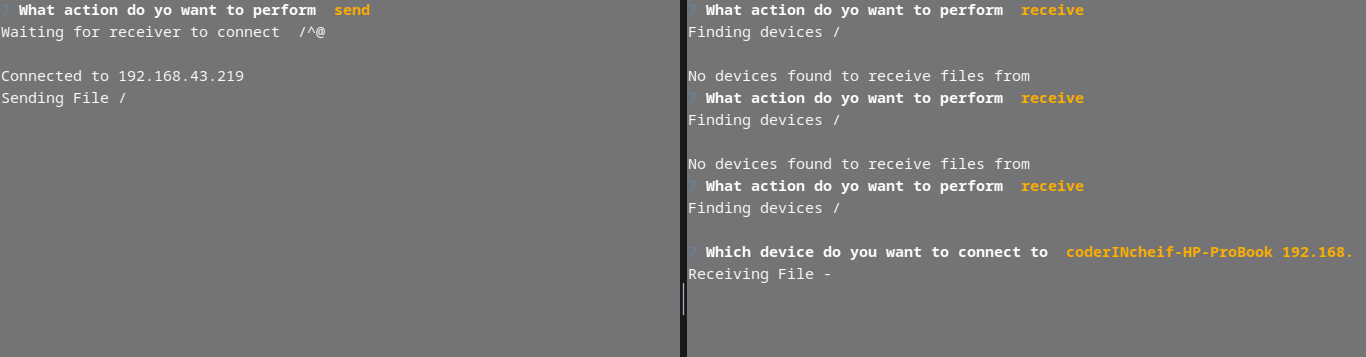 ? What action do yo want to perform  send
Waiting for receiver to connect  /^@
Connected to 192.168.43.219
Sending File /
? What action do yo want to perform  receive
Finding devices /
No devices found to receive files from
? What action do yo want to perform  receive
Finding devices /
No devices found to receive files from
? What action do yo want to perform  receive
Finding devices /
? Which device do you want to connect to  coderINcheif-HP-ProBook 192.168.
Receiving File -